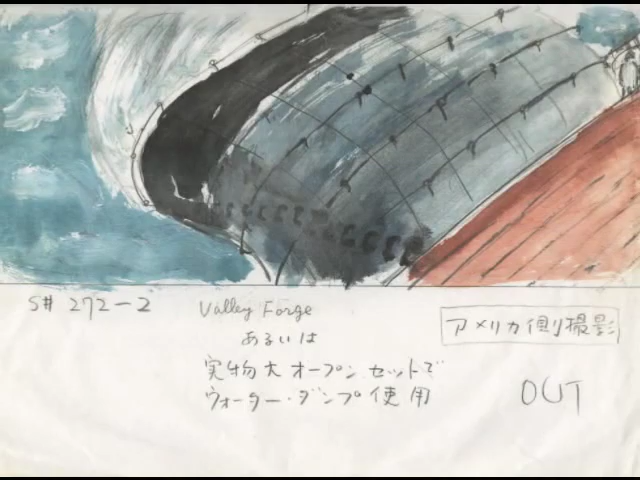 S# 272-2
Valley Forge
あるいは
実物大オープンセットで
ウォーター・ダンプ使用
アメリカ側撮影
OUT